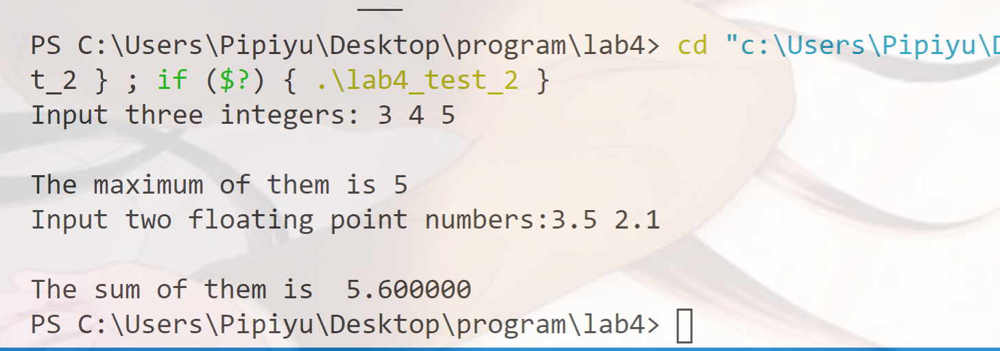 PS C:\Users\Pipiyu\Desktop\program\lab4> cd "c:\Users\Pipiyu\
t_2 } ; if ($?) { .\lab4_test_2 }
Input three integers: 3 4 5
The maximum of them is 5
Input two floating point numbers:3.5 2.1
The sum of them is  5.600000
PS C:\Users\Pipiyu\Desktop\program\lab4>